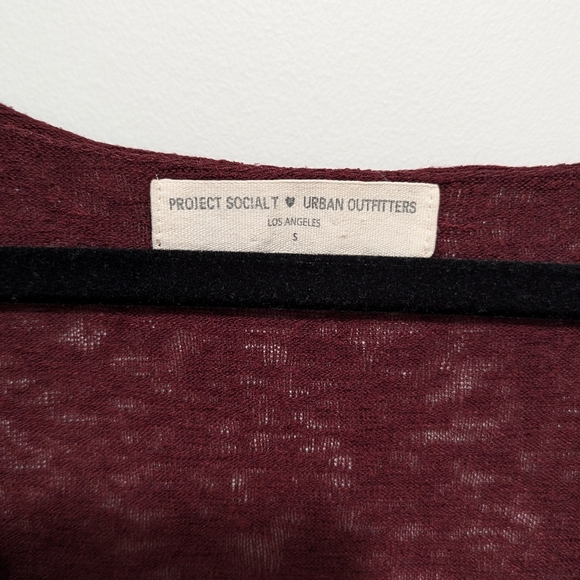 PROJECT SOCIAL T ♥ URBAN OUTFITTERS
LOS ANGELES
S